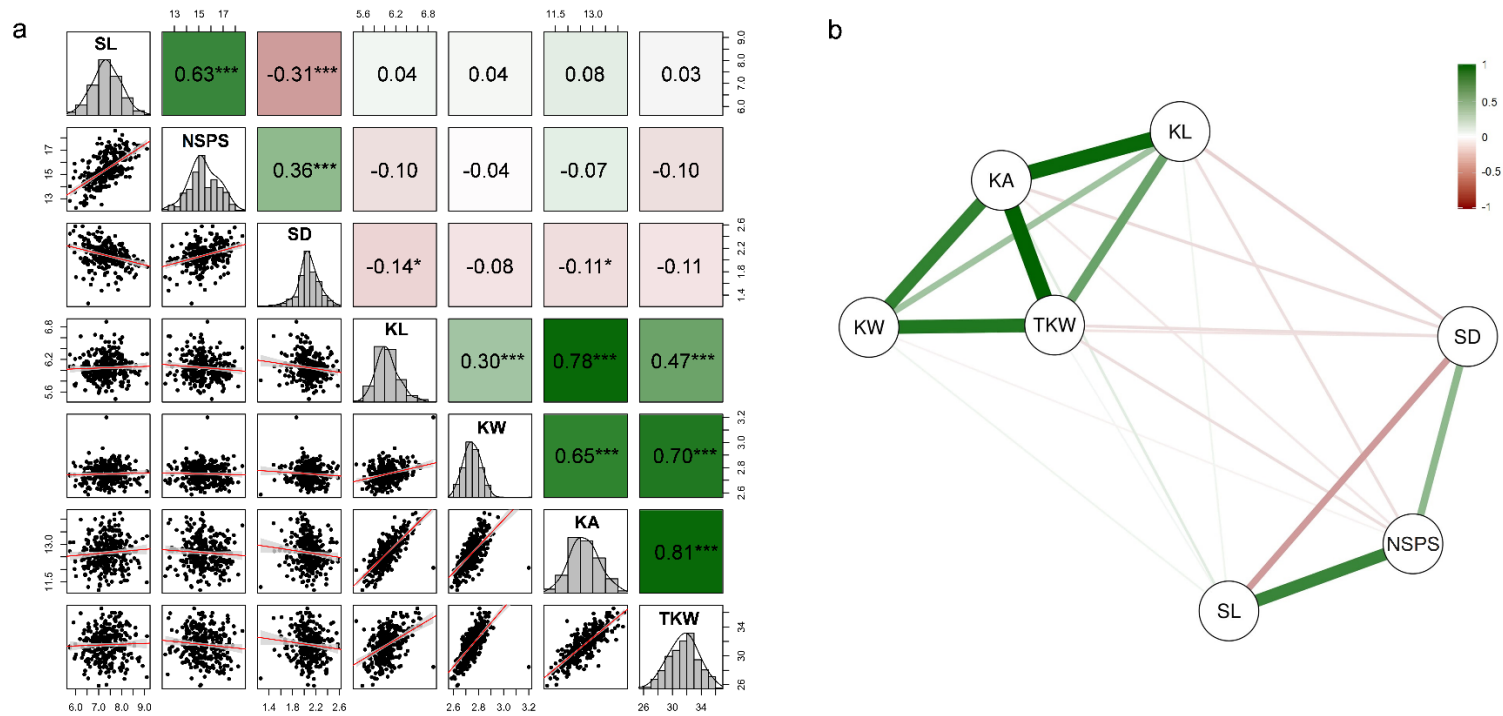 a
13 15 17
5.6 6.2 6.8
11.5 13.0
SL
0.63***
-0.31***
0.04
0.04
0.08
0.03
6.0 7.0 8.0 9.0
13 15 17
NSPS
0.36***
-0.10
-0.04
-0.07
-0.10
SD
-0.14*
-0.08
-0.11*
-0.11
1.4 1.8 2.2 2.6
5.6 6.2 6.8
KL
0.30***
0.78***
0.47***
KW
0.65***
0.70***
2.6 2.8 3.0 3.2
11.5 13.0
KA
0.81***
TKW
26 30 34
6.0 7.0 8.0 9.0
1.4 1.8 2.2 2.6
2.6 2.8 3.0 3.2
26 30 34
b
1
0.5
0
-0.5
-1
KL
KA
KW
TKW
SD
NSPS
SL